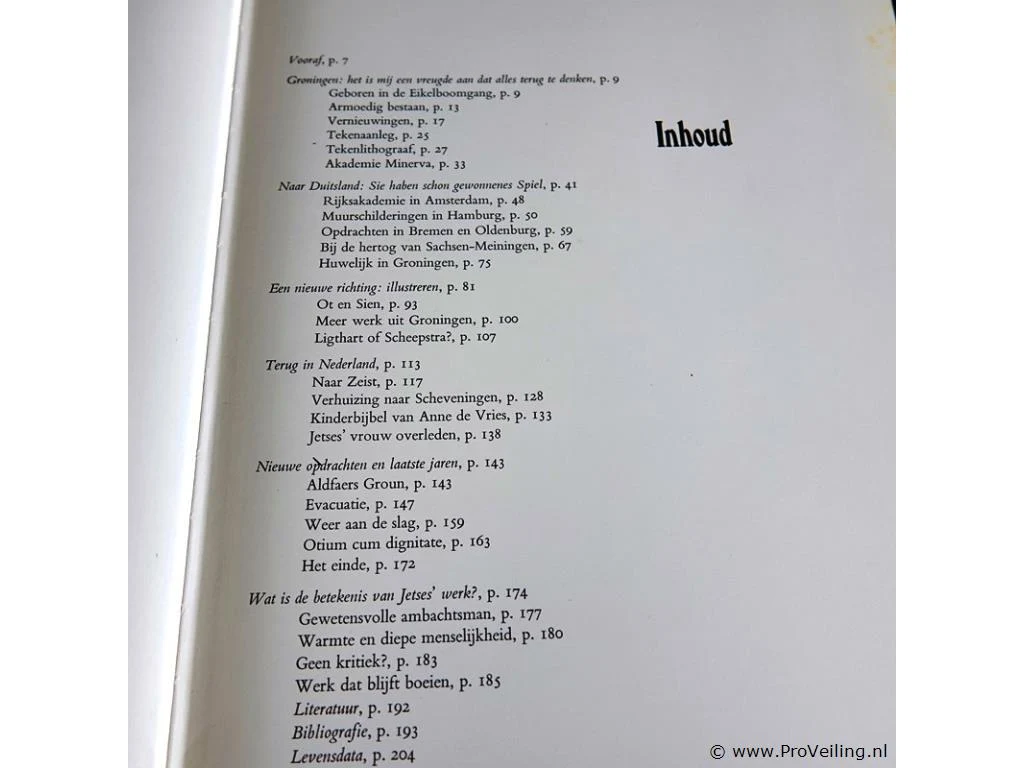 Inhoud
Vooraf, p. 7
Groningen: het is mij een vreugde aan dat alles terug te denken, p. 9
Geboren in de Eikelboomgang, p. 9
Armoedig bestaan, p. 13
Vernieuwingen, p. 17
Tekenaanleg, p. 25
Tekenlithograaf, p. 27
Akademie Minerva, p. 33
Naar Duitsland: Sie haben schon gewonnenes Spiel, p. 41
Rijksakademie in Amsterdam, p. 48
Muurschilderingen in Hamburg, p. 50
Opdrachten in Bremen en Oldenburg, p. 59
Bij de hertog van Sachsen-Meiningen, p. 67
Huwelijk in Groningen, p. 75
Een nieuwe richting: illustreren, p. 81
Ot en Sien, p. 93
Meer werk uit Groningen, p. 100
Ligthart of Scheepstra?, p. 107
Terug in Nederland, p. 113
Naar Zeist, p. 117
Verhuizing naar Scheveningen, p. 128
Kinderbijbel van Anne de Vries, p. 133
Jetses' vrouw overleden, p. 138
Nieuwe opdrachten en laatste jaren, p. 143
Aldfaers Groun, p. 143
Evacuatie, p. 147
Weer aan de slag, p. 159
Otium cum dignitate, p. 163
Het einde, p. 172
Wat is de betekenis van Jetses' werk?, p. 174
Gewetensvolle ambachtsman, p. 177
Warmte en diepe menselijkheid, p. 180
Geen kritiek?, p. 183
Werk dat blijft boeien, p. 185
Literatuur, p. 192
Bibliografie, p. 193
Levensdata, p. 204
© www.ProVeiling.nl